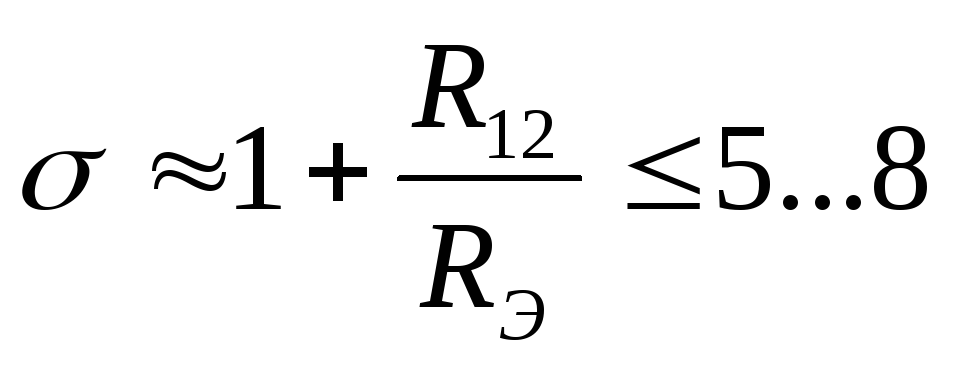 σ ≈ 1 + R₁₂ / R_Э ≤ 5...8